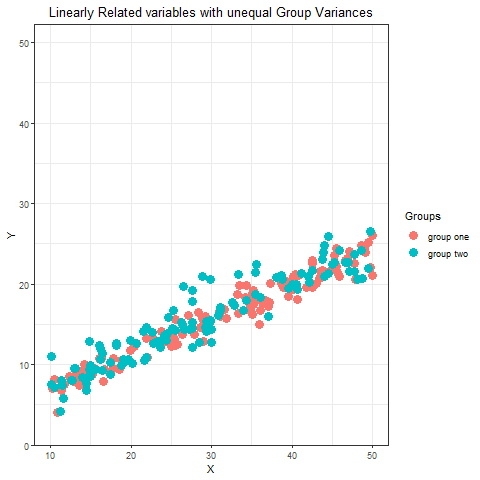 Linearly Related variables with unequal Group Variances
50
40
30
20
10
0
Y
10 20 30 40 50
X
Groups
group one
group two